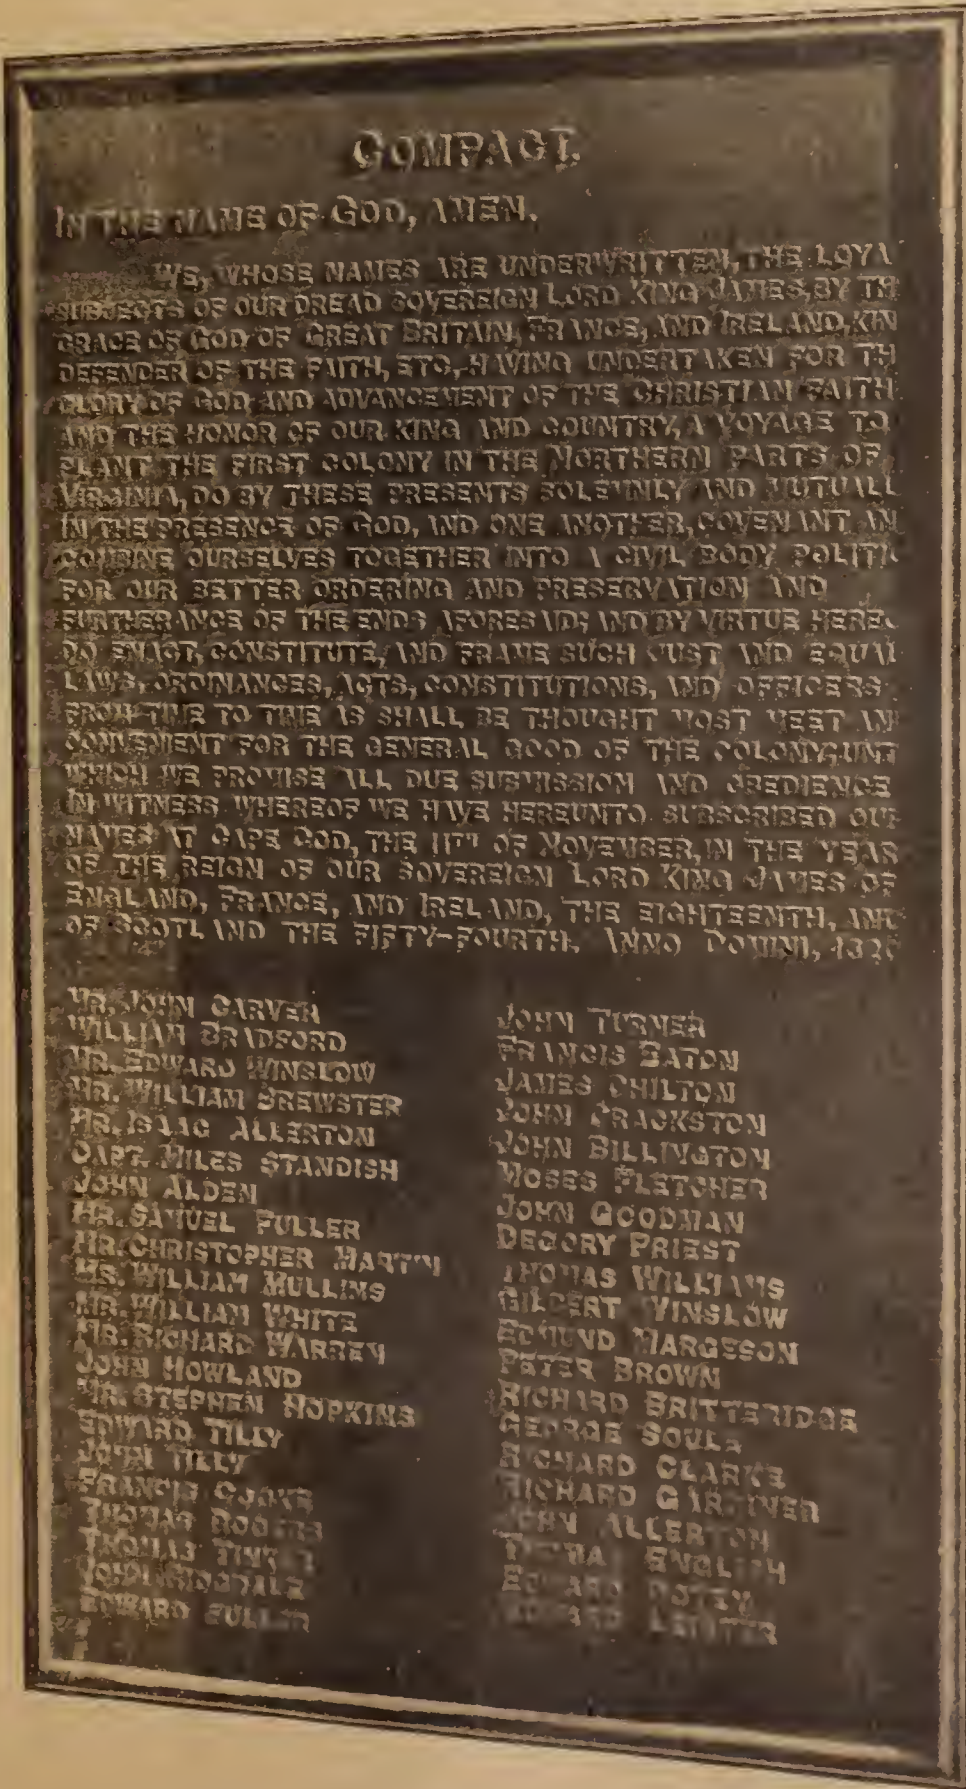 COMPACT.
IN THE NAME OF GOD, AMEN.
WE, WHOSE NAMES ARE UNDERWRITTEN, THE LOYA
SUBJECTS OF OUR DREAD SOVEREIGN LORD KING JAMES, BY TH
GRACE OF GOD OF GREAT BRITAIN, FRANCE, AND IRELAND, KIN
DEFENDER OF THE FAITH, ETC, HAVING UNDERTAKEN FOR TH
GLORY OF GOD, AND ADVANCEMENT OF THE CHRISTIAN FAITH
AND THE HONOR OF OUR KING AND COUNTRY, A VOYAGE TO
PLANT THE FIRST COLONY IN THE NORTHERN PARTS OF
VIRGINIA, DO BY THESE PRESENTS SOLEMNLY AND MUTUALL
IN THE PRESENCE OF GOD, AND ONE ANOTHER, COVENANT AN
COMBINE OURSELVES TOGETHER INTO A CIVIL BODY POLITI
FOR OUR BETTER ORDERING AND PRESERVATION AND
FURTHERANCE OF THE ENDS AFORESAID; AND BY VIRTUE HERE
DO ENACT, CONSTITUTE, AND FRAME SUCH JUST AND EQUAL
LAWS, ORDINANCES, ACTS, CONSTITUTIONS, AND OFFICERS
FROM TIME TO TIME AS SHALL BE THOUGHT MOST MEET AN
CONVENIENT FOR THE GENERAL GOOD OF THE COLONY; UNT
WHICH WE PROMISE ALL DUE SUBMISSION AND OBEDIENCE
IN WITNESS WHEREOF WE HAVE HEREUNTO SUBSCRIBED OUR
NAMES AT CAPE COD, THE 11TH OF NOVEMBER, IN THE YEAR
OF THE REIGN OF OUR SOVEREIGN LORD KING JAMES OF
ENGLAND, FRANCE, AND IRELAND, THE EIGHTEENTH, AND
OF SCOTLAND THE FIFTY-FOURTH. ANNO DOMINI, 1620
MR. JOHN CARVER
WILLIAM BRADFORD
MR. EDWARD WINSLOW
MR. WILLIAM BREWSTER
MR. ISAAC ALLERTON
CAPT. MILES STANDISH
JOHN ALDEN
MR. SAMUEL FULLER
MR. CHRISTOPHER MARTIN
MR. WILLIAM MULLINS
MR. WILLIAM WHITE
MR. RICHARD WARREN
JOHN HOWLAND
MR. STEPHEN HOPKINS
EDWARD TILLY
JOHN TILLY
FRANCIS COOKE
THOMAS ROGERS
THOMAS TINKER
JOHN
EDWARD FULLER
JOHN TURNER
FRANCIS EATON
JAMES CHILTON
JOHN CRACKSTON
JOHN BILLINGTON
MOSES FLETCHER
JOHN GOODMAN
DEGORY PRIEST
THOMAS WILLIAMS
GILBERT WINSLOW
EDMUND MARGESON
PETER BROWN
RICHARD BRITTERIDGE
GEORGE SOULE
RICHARD CLARKE
RICHARD GARDINER
JOHN ALLERTON
THOMAS ENGLISH
EDWARD DOTEY
EDWARD LEISTER